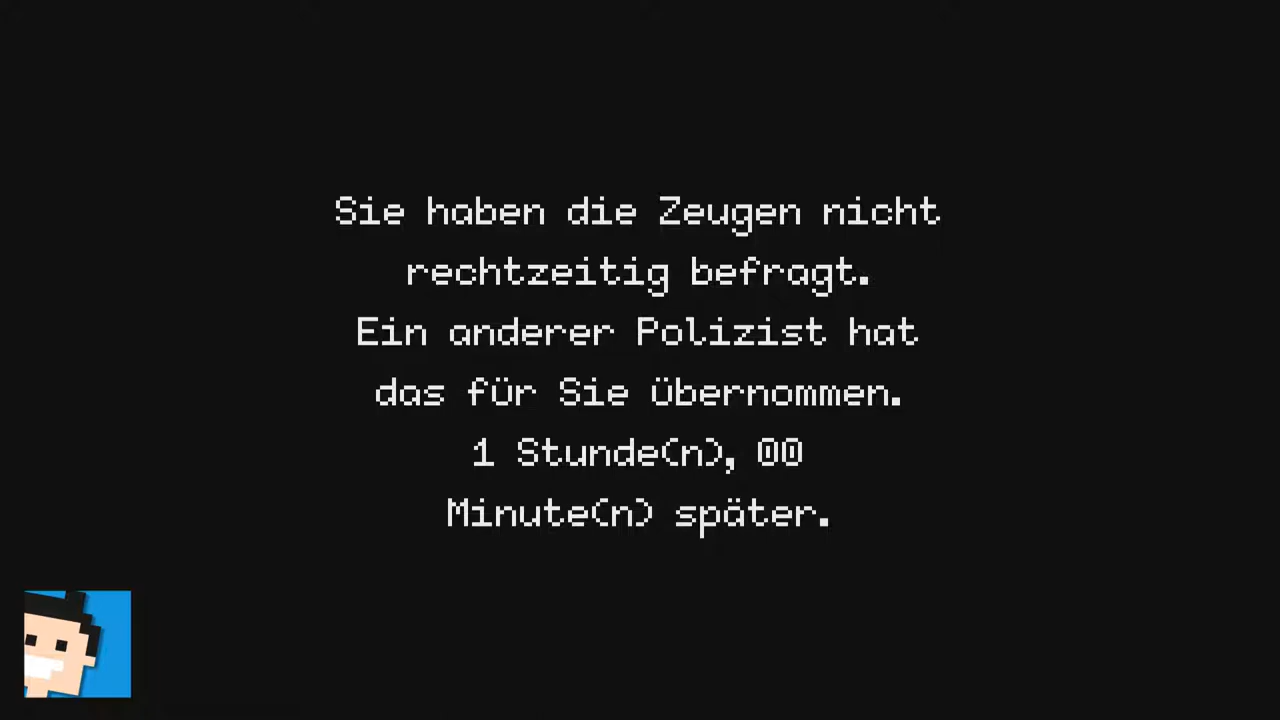 Sie haben die Zeugen nicht
rechtzeitig befragt.
Ein anderer Polizist hat
das für Sie übernommen.
1 Stunde(n), 00
Minute(n) später.